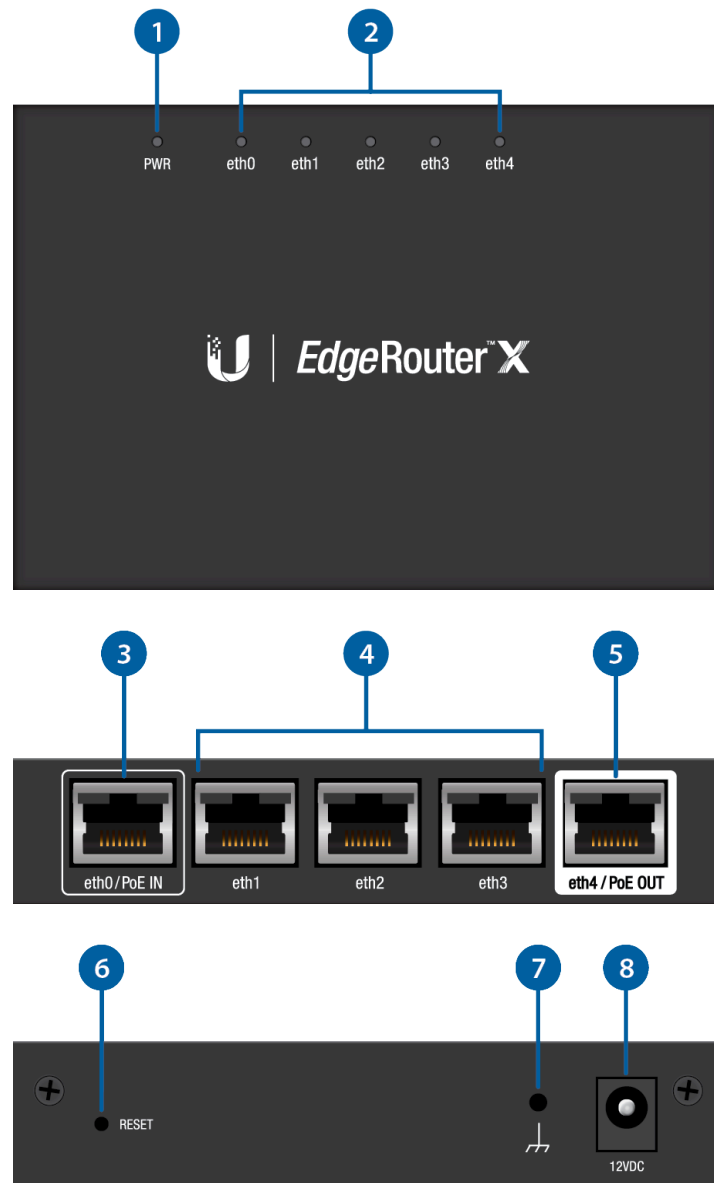 1 2
PWR eth0 eth1 eth2 eth3 eth4
U | EdgeRouter™ X
3 4 5
eth0/PoE IN eth1 eth2 eth3 eth4 / PoE OUT
6 7 8
RESET
12VDC